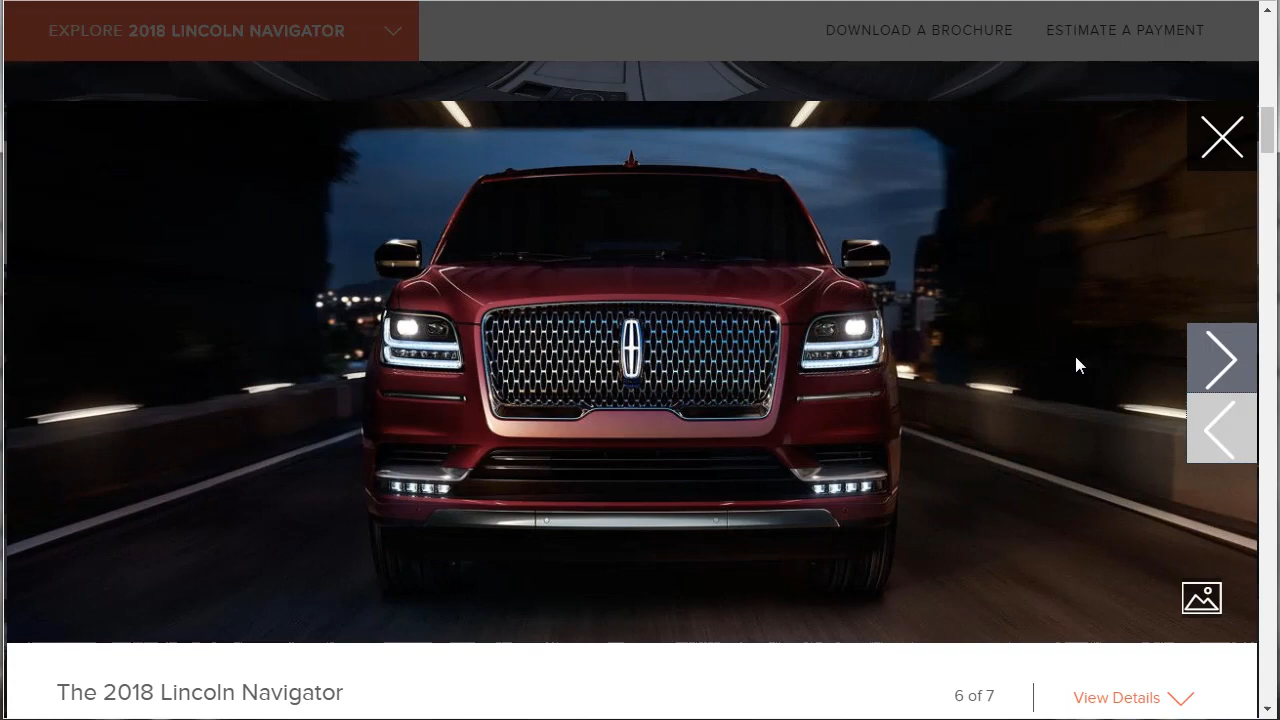 EXPLORE 2018 LINCOLN NAVIGATOR
DOWNLOAD A BROCHURE
ESTIMATE A PAYMENT
The 2018 Lincoln Navigator
6 of 7
View Details